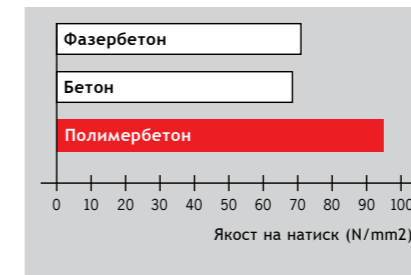 Фазербетон
Бетон
Полимербетон
0 10 20 30 40 50 60 70 80 90 100
Якост на натиск (N/mm2)